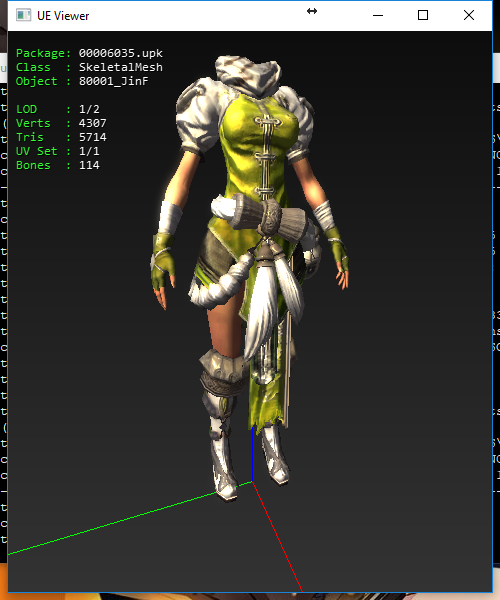 UE Viewer
Package: 00006035.upk
Class : SkeletalMesh
Object : 80001_JinF
LOD : 1/2
Verts : 4307
Tris : 5714
UV Set : 1/1
Bones : 114